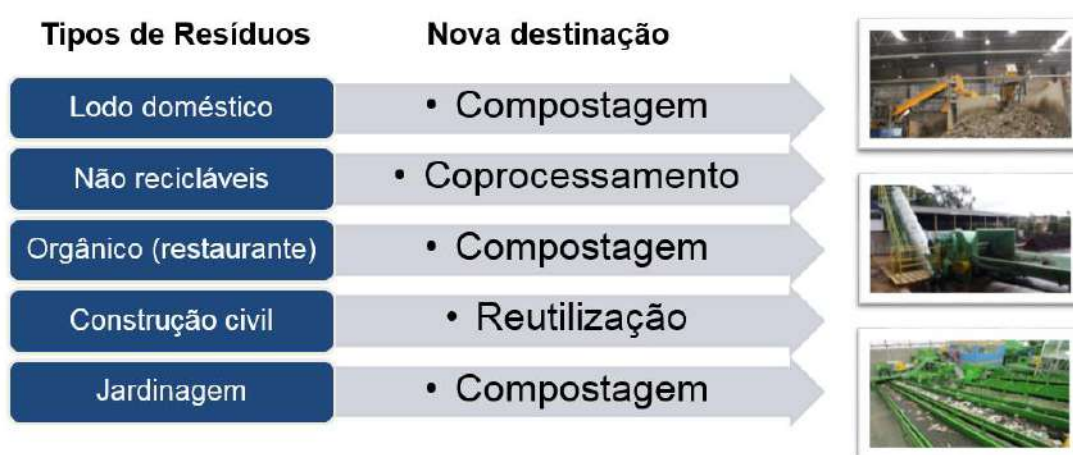 Tipos de Resíduos Nova destinação
Lodo doméstico • Compostagem
Não recicláveis • Coprocessamento
Orgânico (restaurante) • Compostagem
Construção civil • Reutilização
Jardinagem • Compostagem